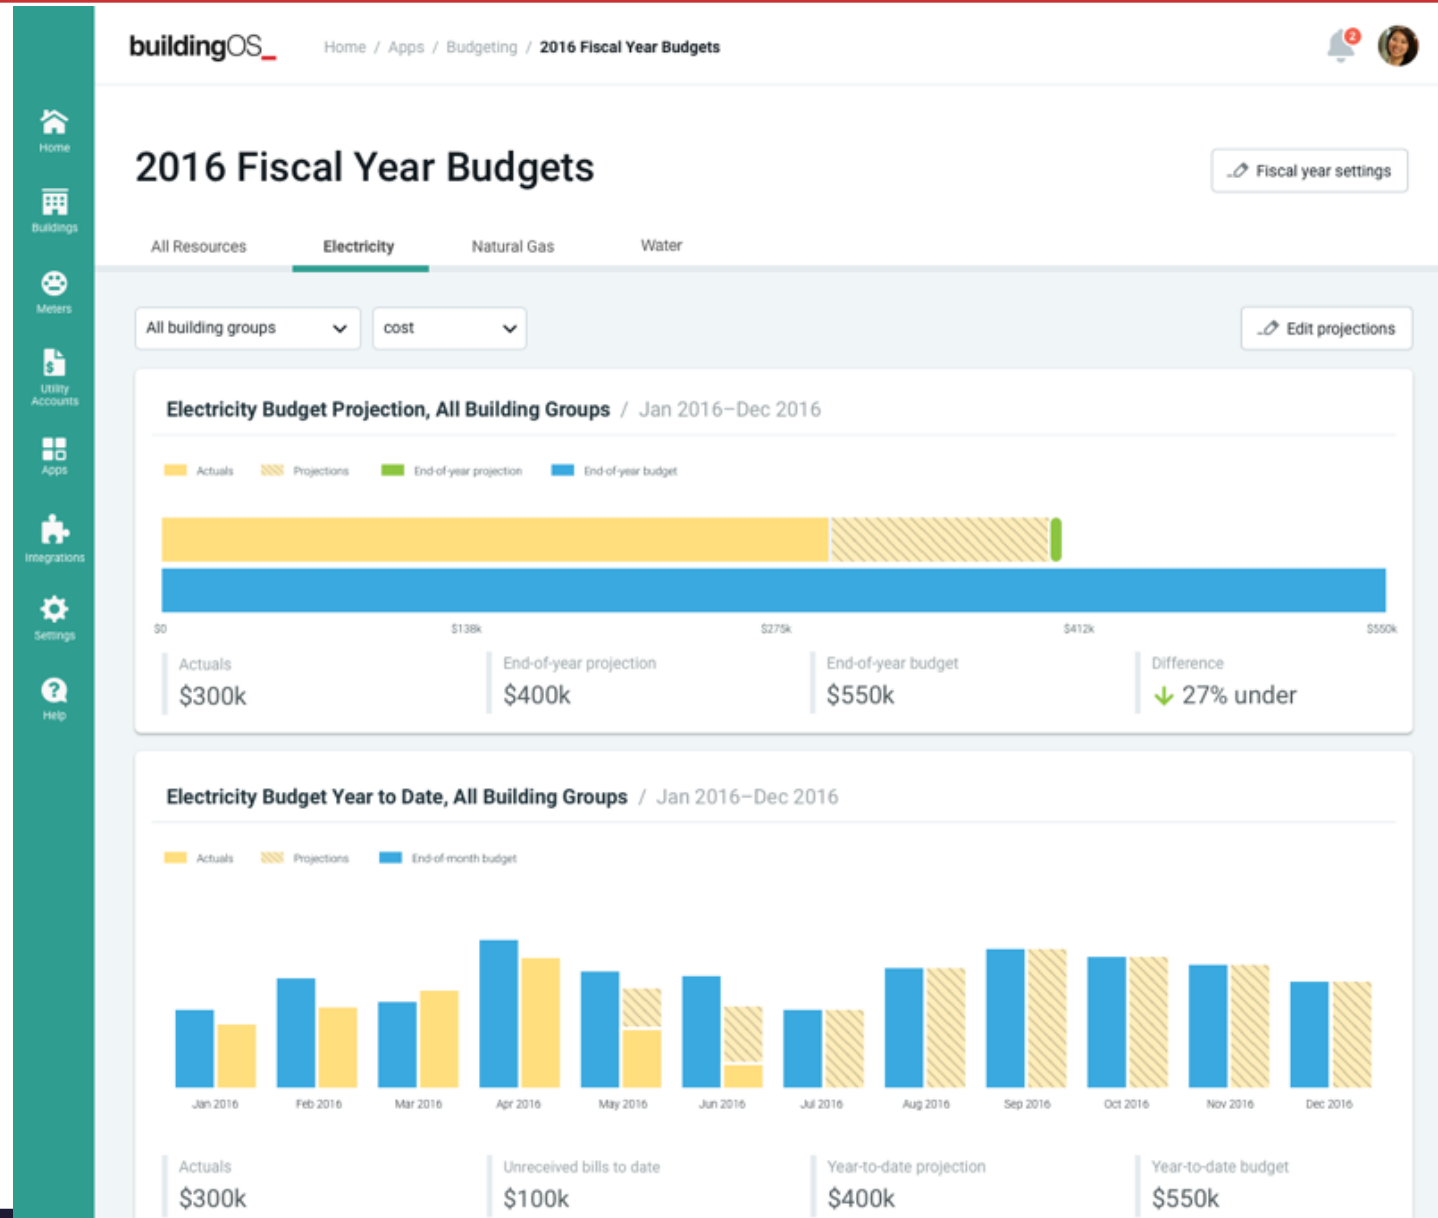 buildingOS_
Home / Apps / Budgeting / 2016 Fiscal Year Budgets
2
Home
Buildings
Meters
Utility
Accounts
Apps
Integrations
Settings
Help
2016 Fiscal Year Budgets
Fiscal year settings
All Resources Electricity Natural Gas Water
All building groups cost
Edit projections
Electricity Budget Projection, All Building Groups / Jan 2016–Dec 2016
Actuals Projections End-of-year projection End-of-year budget
$0 $138k $275k $412k $550k
Actuals End-of-year projection End-of-year budget Difference
$300k $400k $550k 27% under
Electricity Budget Year to Date, All Building Groups / Jan 2016–Dec 2016
Actuals Projections End-of-month budget
Jan 2016 Feb 2016 Mar 2016 Apr 2016 May 2016 Jun 2016 Jul 2016 Aug 2016 Sep 2016 Oct 2016 Nov 2016 Dec 2016
Actuals Unreceived bills to date Year-to-date projection Year-to-date budget
$300k $100k $400k $550k